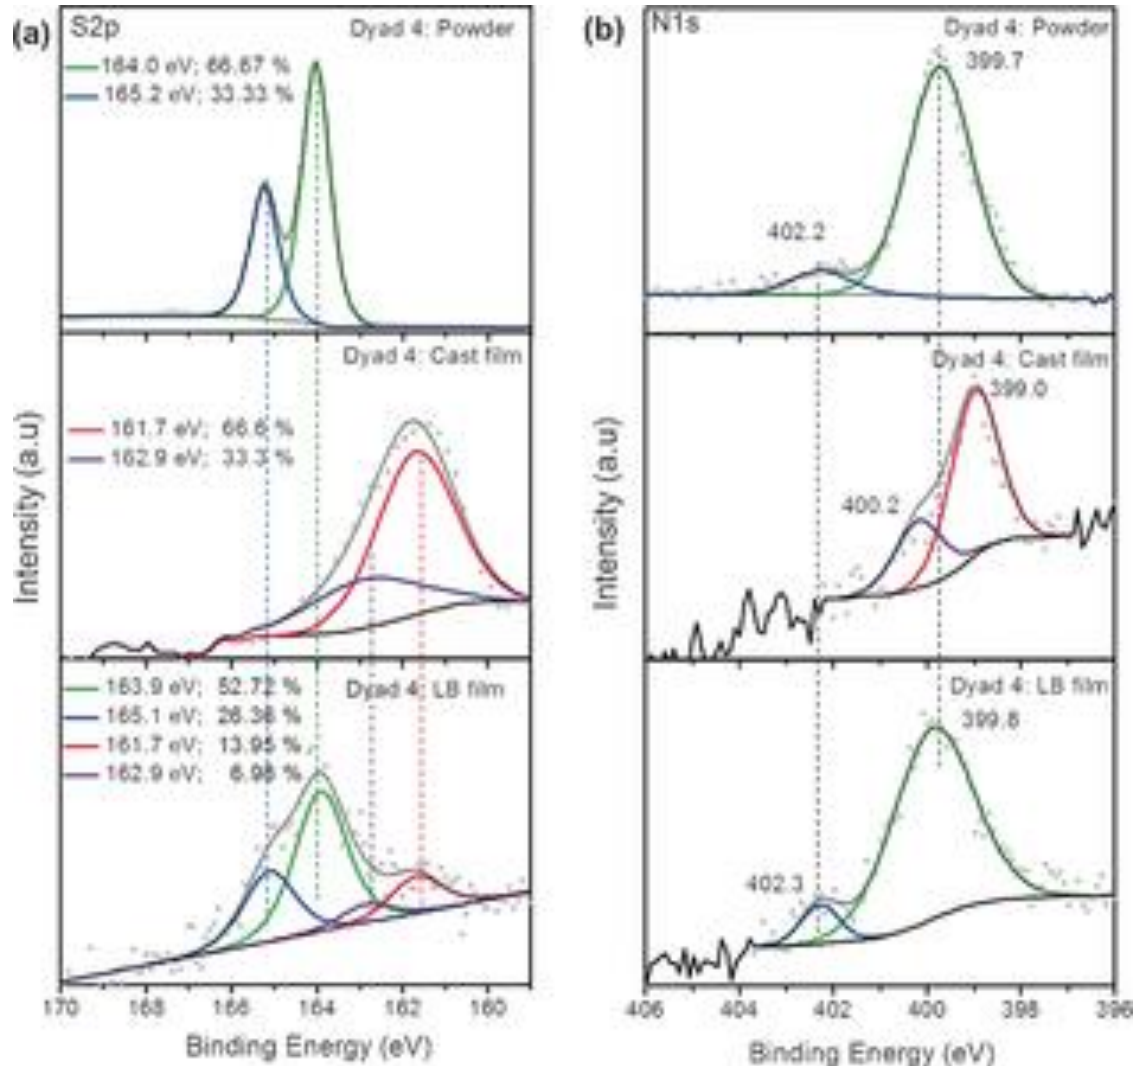 (a) S2p
Dyad 4: Powder
164.0 eV; 66.67 %
165.2 eV; 33.33 %
Dyad 4: Cast film
161.7 eV; 66.6 %
162.9 eV; 33.3 %
163.9 eV; 52.72 %
Dyad 4: LB film
165.1 eV; 26.36 %
161.7 eV; 13.95 %
162.9 eV; 6.98 %
Intensity (a.u)
170 168 166 164 162 160
Binding Energy (eV)
(b) N1s
Dyad 4: Powder
399.7
402.2
Dyad 4: Cast film
399.0
400.2
Dyad 4: LB film
399.8
402.3
Intensity (a.u)
406 404 402 400 398 396
Binding Energy (eV)